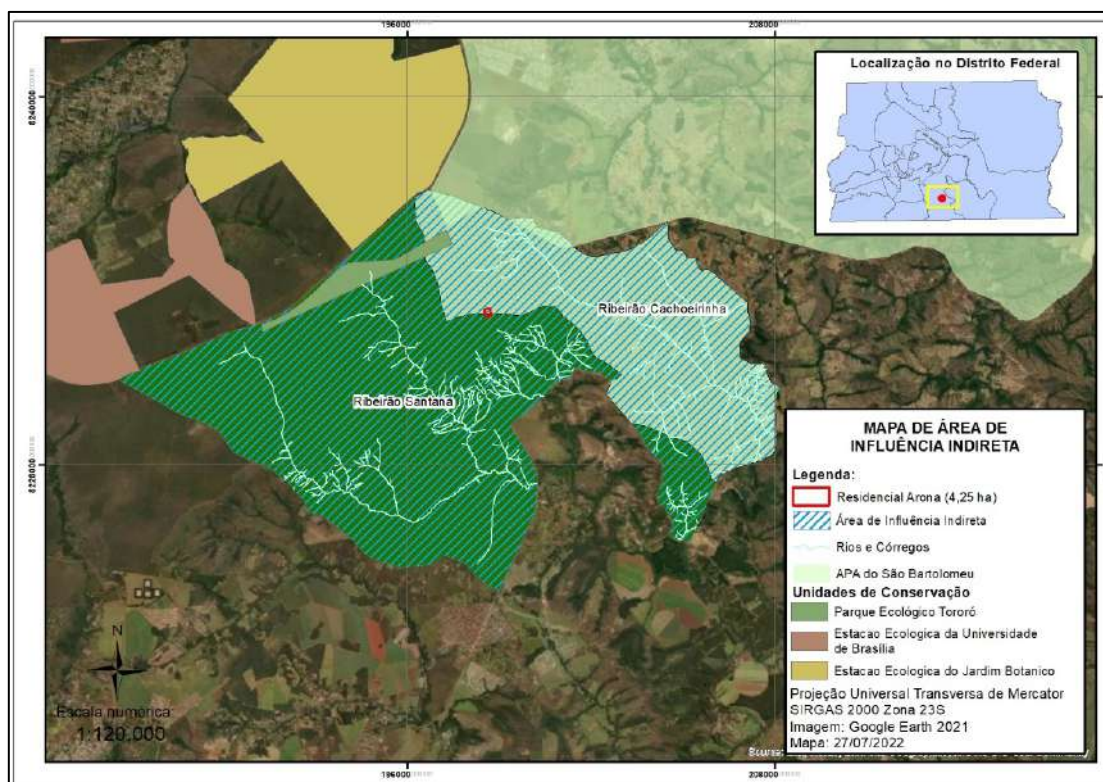 196000
208000
8240000
Localização no Distrito Federal
Ribeirão Cachoeirinha
Ribeirão Santana
MAPA DE ÁREA DE
INFLUÊNCIA INDIRETA
Legenda:
Residencial Arona (4,25 ha)
Área de Influência Indireta
Rios e Córregos
APA do São Bartolomeu
Unidades de Conservação
Parque Ecológico Tororó
Estacao Ecologica da Universidade
de Brasília
Estacao Ecologica do Jardim Botanico
Projeção Universal Transversa de Mercator
SIRGAS 2000 Zona 23S
Imagem: Google Earth 2021
Mapa: 27/07/2022
N
Escala numérica:
1:120.000
196000
208000